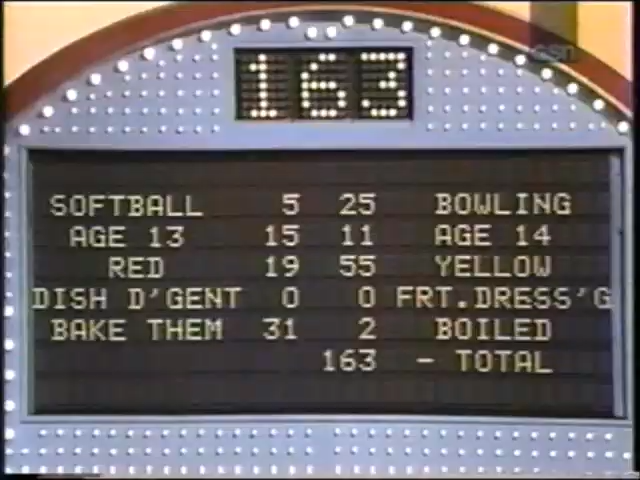 GSN
163
SOFTBALL 5 25 BOWLING
AGE 13 15 11 AGE 14
RED 19 55 YELLOW
DISH D'GENT 0 0 FRT.DRESS'G
BAKE THEM 31 2 BOILED
163 - TOTAL